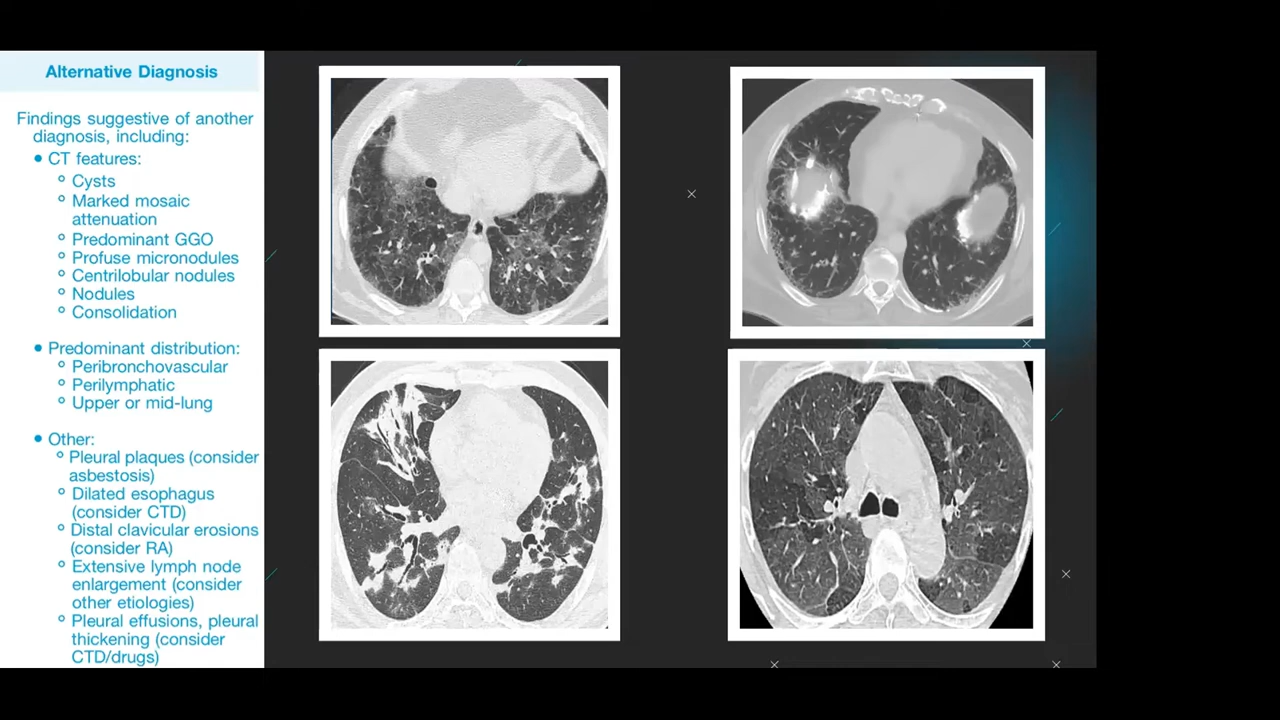 Alternative Diagnosis
Findings suggestive of another
diagnosis, including:
• CT features:
° Cysts
° Marked mosaic
attenuation
° Predominant GGO
° Profuse micronodules
° Centrilobular nodules
° Nodules
° Consolidation
• Predominant distribution:
° Peribronchovascular
° Perilymphatic
° Upper or mid-lung
• Other:
° Pleural plaques (consider
asbestosis)
° Dilated esophagus
(consider CTD)
° Distal clavicular erosions
(consider RA)
° Extensive lymph node
enlargement (consider
other etiologies)
° Pleural effusions, pleural
thickening (consider
CTD/drugs)